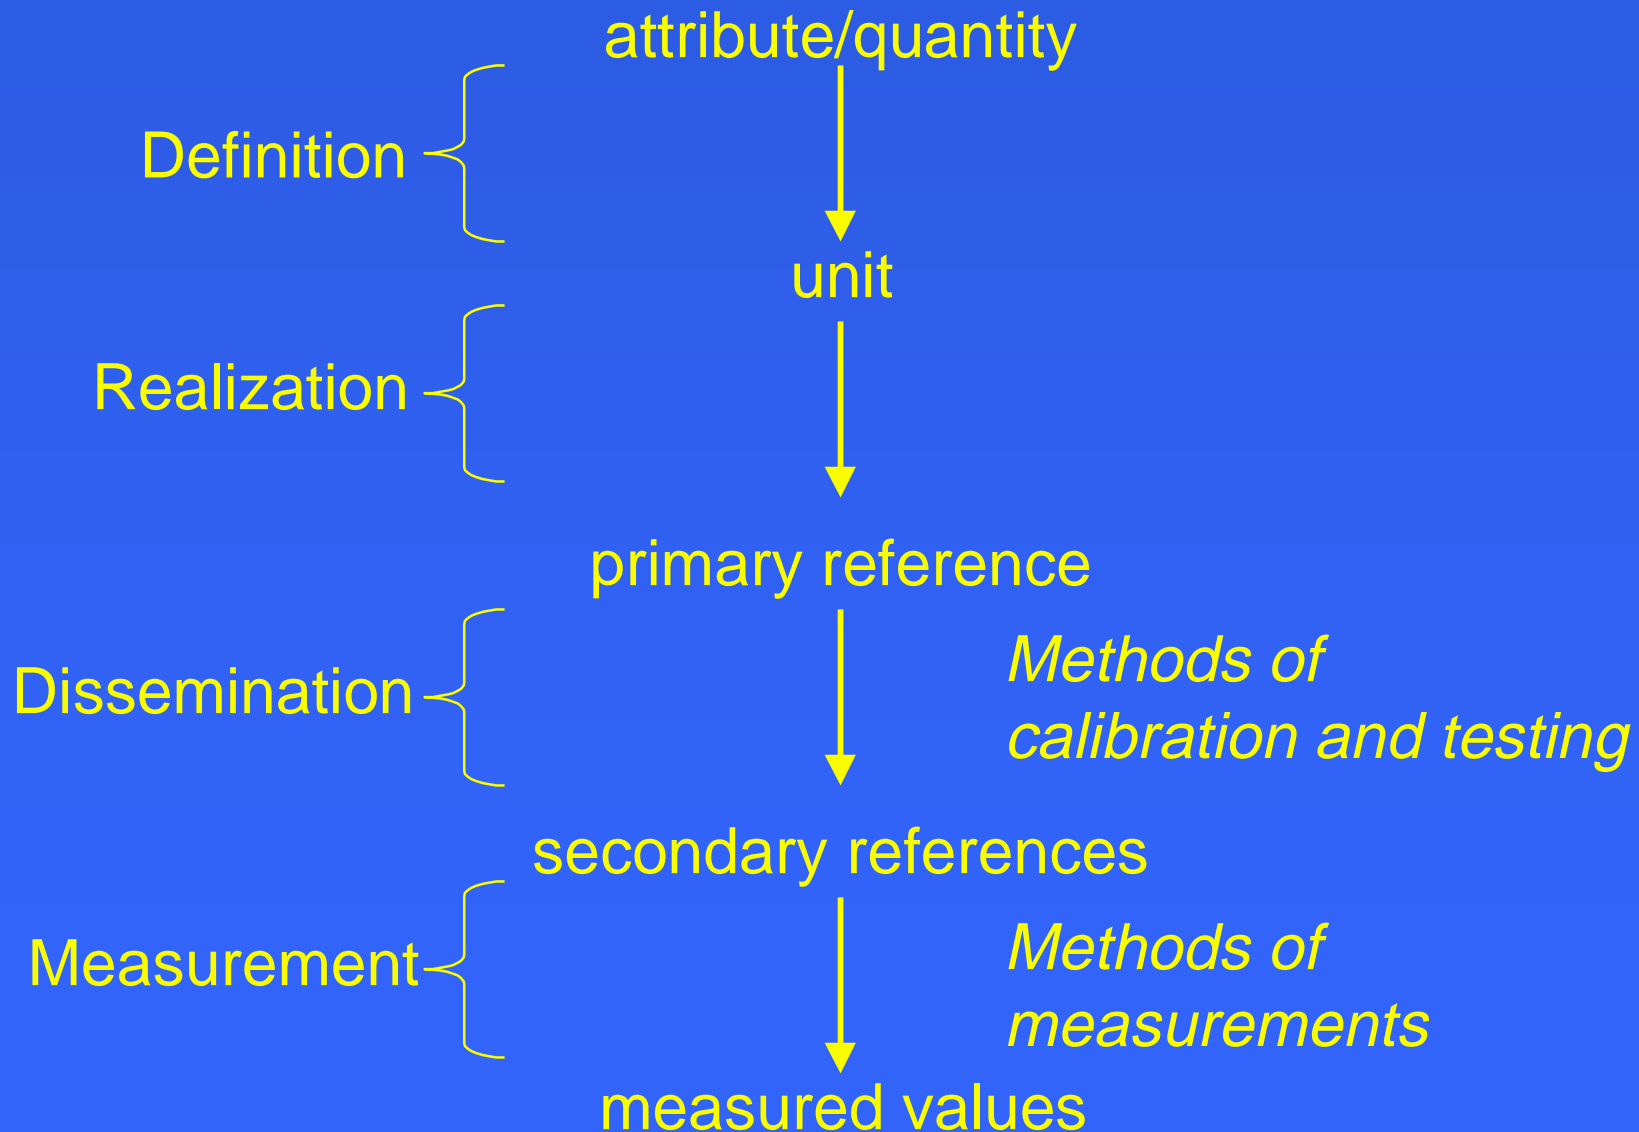 attribute/quantity
Definition
unit
Realization
primary reference
Dissemination
Methods of
calibration and testing
secondary references
Measurement
Methods of
measurements
measured values